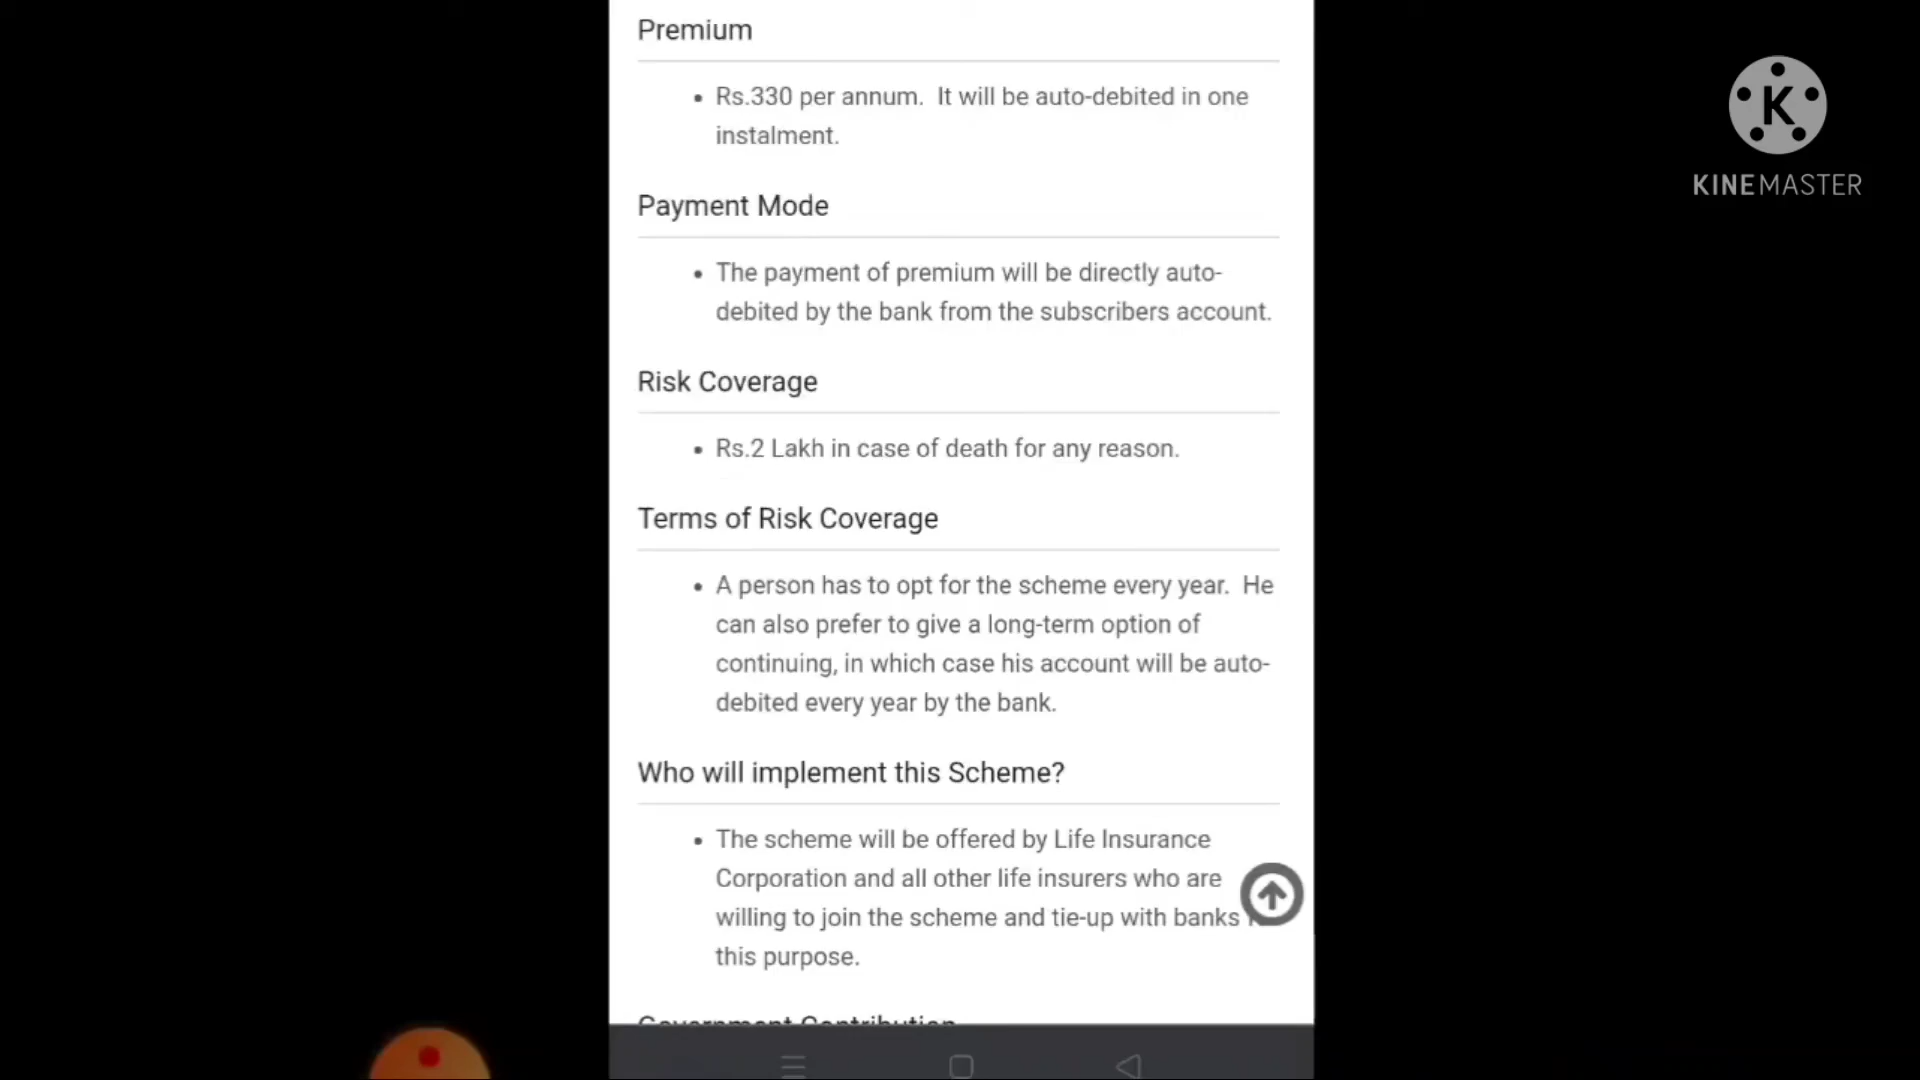 Premium
Rs.330 per annum. It will be auto-debited in one
instalment.
Payment Mode
The payment of premium will be directly auto-
debited by the bank from the subscribers account.
Risk Coverage
Rs.2 Lakh in case of death for any reason.
Terms of Risk Coverage
A person has to opt for the scheme every year. He
can also prefer to give a long-term option of
continuing, in which case his account will be auto-
debited every year by the bank.
Who will implement this Scheme?
The scheme will be offered by Life Insurance
Corporation and all other life insurers who are
willing to join the scheme and tie-up with banks
this purpose.
Government Contribution
K
KINEMASTER